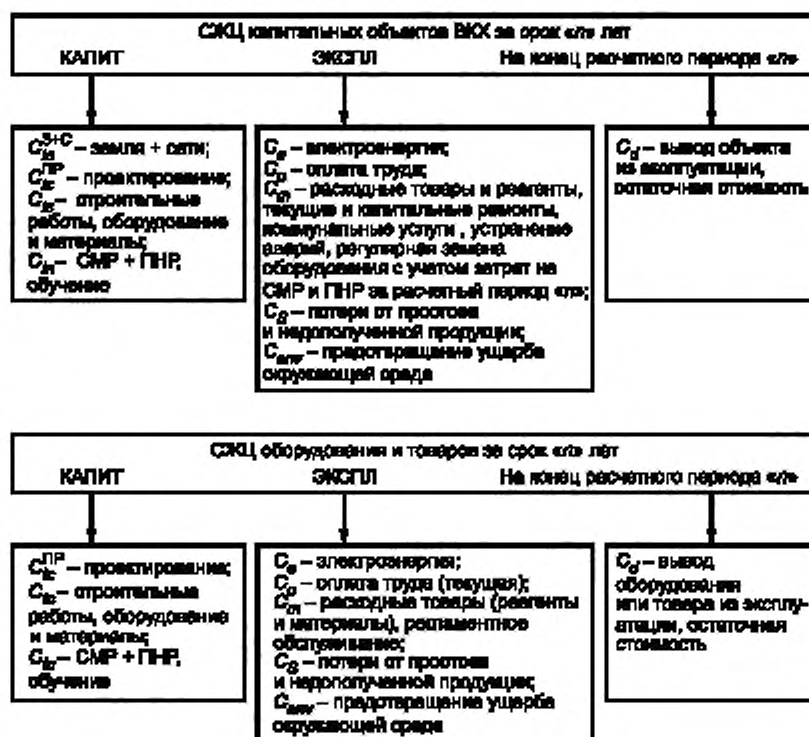 СЖЦ капитальных объектов ВКХ за срок «n» лет
КАПИТ ЭКСПЛ На конец расчетного периода «n»
C_ic^З+С – земля + сети;
C_ic^ПР – проектирование;
C_ic – строительные
работы, оборудование
и материалы;
C_in – СМР + ПНР,
обучение
C_e – электроэнергия;
C_o – оплата труда;
C_m – расходные товары и реагенты,
текущие и капитальные ремонты,
коммунальные услуги , устранение
аварий, регулярная замена
оборудования с учетом затрат на
СМР и ПНР за расчетный период «n»;
C_S – потери от простоев
и недополученной продукции;
C_env – предотвращение ущерба
окружающей среде
C_d – вывод объекта
из эксплуатации,
остаточная стоимость
СЖЦ оборудования и товаров за срок «n» лет
КАПИТ ЭКСПЛ На конец расчетного периода «n»
C_ic^ПР – проектирование;
C_ic – строительные
работы, оборудование
и материалы;
– СМР + ПНР,
обучение
C_e – электроэнергия;
C_o – оплата труда (текущая);
C_m – расходные товары (реагенты
и материалы), регламентное
обслуживание;
C_S – потери от простоев
и недополученной продукции;
C_env – предотвращение ущерба
окружающей среде
C_d – вывод
оборудования
или товара из эксплу-
атации, остаточная
стоимость